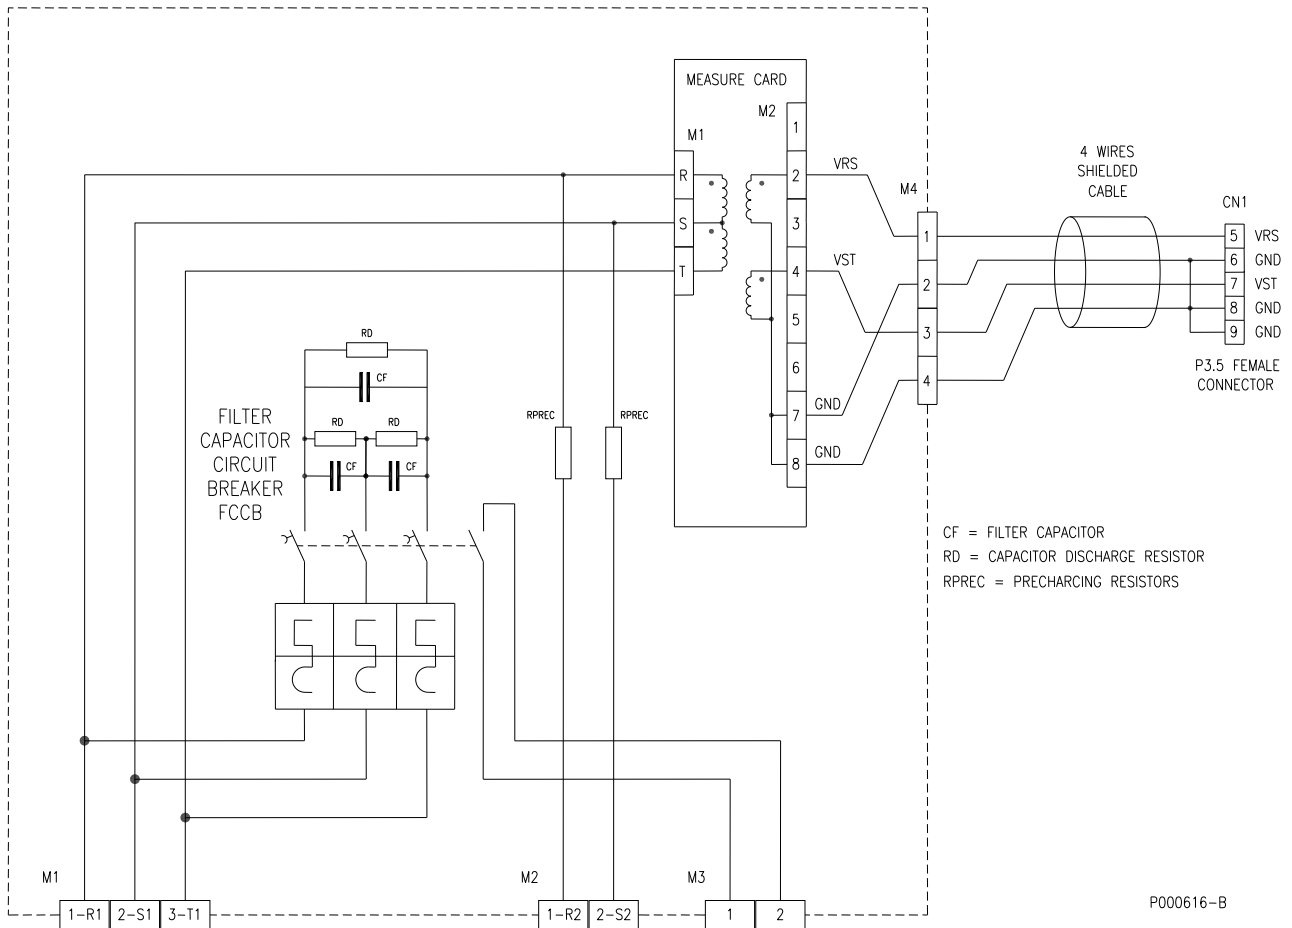 MEASURE CARD
M2
M1
1
R
2
VRS
S
3
T
4
VST
5
6
7
GND
8
GND
M4
1
2
3
4
4 WIRES
SHIELDED
CABLE
CN1
5 VRS
6 GND
7 VST
8 GND
9 GND
P3.5 FEMALE
CONNECTOR
RD
CF
RD
RD
CF
CF
FILTER
CAPACITOR
CIRCUIT
BREAKER
FCCB
RPREC
RPREC
CF = FILTER CAPACITOR
RD = CAPACITOR DISCHARGE RESISTOR
RPREC = PRECHARCING RESISTORS
M1
1-R1
2-S1
3-T1
M2
1-R2
2-S2
M3
1
2
P000616-B